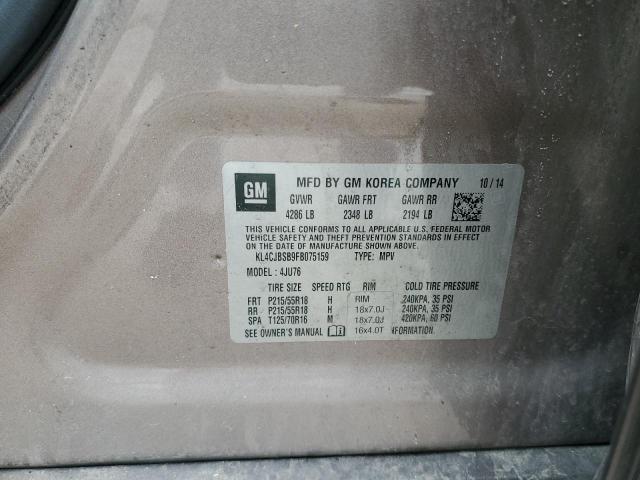 GM
MFD BY GM KOREA COMPANY 10/14
GVWR GAWR FRT GAWR RR
4286 LB 2348 LB 2194 LB
THIS VEHICLE CONFORMS TO ALL APPLICABLE U.S. FEDERAL MOTOR
VEHICLE SAFETY AND THEFT PREVENTION STANDARDS IN EFFECT ON
THE DATE OF MANUFACTURE SHOWN ABOVE.
KL4CJBSB9FB075159 TYPE: MPV
MODEL : 4JU76
TIRE SIZE SPEED RTG RIM COLD TIRE PRESSURE
FRT P215/55R18 H RIM 240KPA, 35 PSI
RR P215/55R18 H 18x7.0J 240KPA, 35 PSI
SPA T125/70R16 M 18x7.0J 420KPA, 60 PSI
SEE OWNER'S MANUAL 16x4.0T NFORMATION.